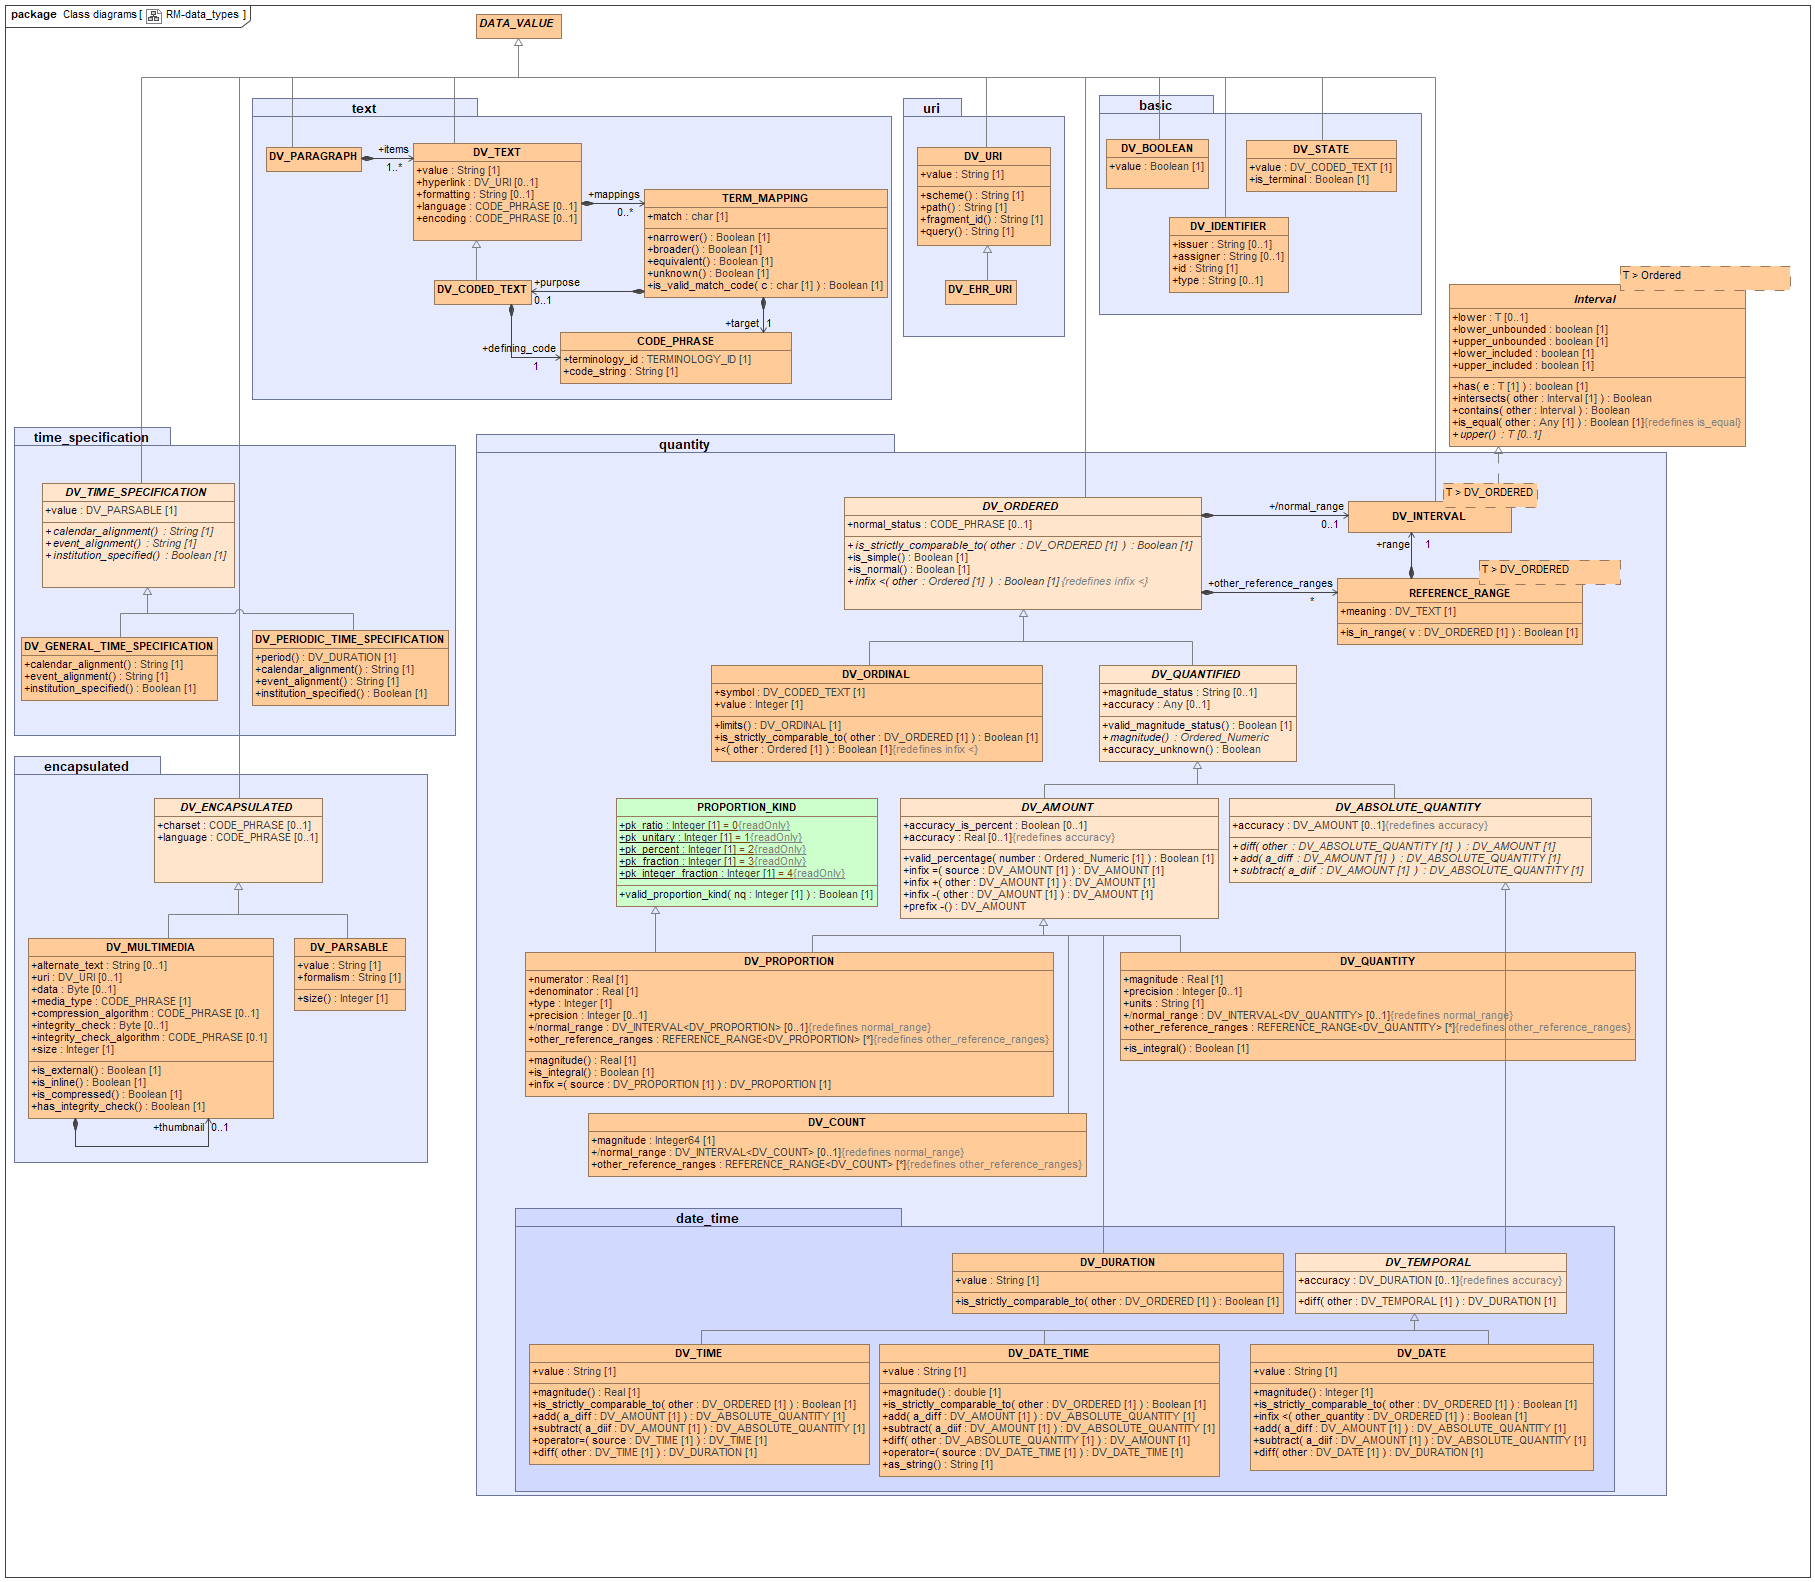 package Class diagrams [ RM-data_types ]
DATA_VALUE
text
DV_PARAGRAPH
+items
1..*
DV_TEXT
+value : String [1]
+hyperlink : DV_URI [0..1]
+formatting : String [0..1]
+language : CODE_PHRASE [0..1]
+encoding : CODE_PHRASE [0..1]
+mappings
0..*
TERM_MAPPING
+match : char [1]
+narrower() : Boolean [1]
+broader() : Boolean [1]
+equivalent() : Boolean [1]
+unknown() : Boolean [1]
+is_valid_match_code( c : char [1] ) : Boolean [1]
DV_CODED_TEXT
+purpose
0..1
+target
1
+defining_code
1
CODE_PHRASE
+terminology_id : TERMINOLOGY_ID [1]
+code_string : String [1]
uri
DV_URI
+value : String [1]
+scheme() : String [1]
+path() : String [1]
+fragment_id() : String [1]
+query() : String [1]
DV_EHR_URI
basic
DV_BOOLEAN
+value : Boolean [1]
DV_STATE
+value : DV_CODED_TEXT [1]
+is_terminal : Boolean [1]
DV_IDENTIFIER
+issuer : String [0..1]
+assigner : String [0..1]
+id : String [1]
+type : String [0..1]
T > Ordered
Interval
+lower : T [0..1]
+lower_unbounded : boolean [1]
+upper_unbounded : boolean [1]
+lower_included : boolean [1]
+upper_included : boolean [1]
+has( e : T [1] ) : boolean [1]
+intersects( other : Interval [1] ) : Boolean
+contains( other : Interval ) : Boolean
+is_equal( other : Any [1] ) : Boolean [1]{redefines is_equal}
+upper() : T [0..1]
time_specification
DV_TIME_SPECIFICATION
+value : DV_PARSABLE [1]
+calendar_alignment() : String [1]
+event_alignment() : String [1]
+institution_specified() : Boolean [1]
DV_GENERAL_TIME_SPECIFICATION
+calendar_alignment() : String [1]
+event_alignment() : String [1]
+institution_specified() : Boolean [1]
DV_PERIODIC_TIME_SPECIFICATION
+period() : DV_DURATION [1]
+calendar_alignment() : String [1]
+event_alignment() : String [1]
+institution_specified() : Boolean [1]
encapsulated
DV_ENCAPSULATED
+charset : CODE_PHRASE [0..1]
+language : CODE_PHRASE [0..1]
DV_MULTIMEDIA
+alternate_text : String [0..1]
+uri : DV_URI [0..1]
+data : Byte [0..1]
+media_type : CODE_PHRASE [1]
+compression_algorithm : CODE_PHRASE [0..1]
+integrity_check : Byte [0..1]
+integrity_check_algorithm : CODE_PHRASE [0.1]
+size : Integer [1]
+is_external() : Boolean [1]
+is_inline() : Boolean [1]
+is_compressed() : Boolean [1]
+has_integrity_check() : Boolean [1]
+thumbnail
0..1
DV_PARSABLE
+value : String [1]
+formalism : String [1]
+size() : Integer [1]
quantity
DV_ORDERED
+normal_status : CODE_PHRASE [0..1]
+is_strictly_comparable_to( other : DV_ORDERED [1] ) : Boolean [1]
+is_simple() : Boolean [1]
+is_normal() : Boolean [1]
+infix <( other : Ordered [1] ) : Boolean [1]{redefines infix <}
+/normal_range
0..1
T > DV_ORDERED
DV_INTERVAL
+range
1
+other_reference_ranges
*
T > DV_ORDERED
REFERENCE_RANGE
+meaning : DV_TEXT [1]
+is_in_range( v : DV_ORDERED [1] ) : Boolean [1]
DV_ORDINAL
+symbol : DV_CODED_TEXT [1]
+value : Integer [1]
+limits() : DV_ORDINAL [1]
+is_strictly_comparable_to( other : DV_ORDERED [1] ) : Boolean [1]
+<( other : Ordered [1] ) : Boolean [1]{redefines infix <}
DV_QUANTIFIED
+magnitude_status : String [0..1]
+accuracy : Any [0..1]
+valid_magnitude_status() : Boolean [1]
+magnitude() : Ordered_Numeric
+accuracy_unknown() : Boolean
PROPORTION_KIND
+pk_ratio : Integer [1] = 0{readOnly}
+pk_unitary : Integer [1] = 1{readOnly}
+pk_percent : Integer [1] = 2{readOnly}
+pk_fraction : Integer [1] = 3{readOnly}
+pk_integer_fraction : Integer [1] = 4{readOnly}
+valid_proportion_kind( nq : Integer [1] ) : Boolean [1]
DV_AMOUNT
+accuracy_is_percent : Boolean [0..1]
+accuracy : Real [0..1]{redefines accuracy}
+valid_percentage( number : Ordered_Numeric [1] ) : Boolean [1]
+infix =( source : DV_AMOUNT [1] ) : DV_AMOUNT [1]
+infix +( other : DV_AMOUNT [1] ) : DV_AMOUNT [1]
+infix -( other : DV_AMOUNT [1] ) : DV_AMOUNT [1]
+prefix -() : DV_AMOUNT
DV_ABSOLUTE_QUANTITY
+accuracy : DV_AMOUNT [0..1]{redefines accuracy}
+diff( other : DV_ABSOLUTE_QUANTITY [1] ) : DV_AMOUNT [1]
+add( a_diff : DV_AMOUNT [1] ) : DV_ABSOLUTE_QUANTITY [1]
+subtract( a_diif : DV_AMOUNT [1] ) : DV_ABSOLUTE_QUANTITY [1]
DV_PROPORTION
+numerator : Real [1]
+denominator : Real [1]
+type : Integer [1]
+precision : Integer [0..1]
+/normal_range : DV_INTERVAL<DV_PROPORTION> [0..1]{redefines normal_range}
+other_reference_ranges : REFERENCE_RANGE<DV_PROPORTION> [*]{redefines other_reference_ranges}
+magnitude() : Real [1]
+is_integral() : Boolean [1]
+infix =( source : DV_PROPORTION [1] ) : DV_PROPORTION [1]
DV_QUANTITY
+magnitude : Real [1]
+precision : Integer [0..1]
+units : String [1]
+/normal_range : DV_INTERVAL<DV_QUANTITY> [0..1]{redefines normal_range}
+other_reference_ranges : REFERENCE_RANGE<DV_QUANTITY> [*]{redefines other_reference_ranges}
+is_integral() : Boolean [1]
DV_COUNT
+magnitude : Integer64 [1]
+/normal_range : DV_INTERVAL<DV_COUNT> [0..1]{redefines normal_range}
+other_reference_ranges : REFERENCE_RANGE<DV_COUNT> [*]{redefines other_reference_ranges}
date_time
DV_DURATION
+value : String [1]
+is_strictly_comparable_to( other : DV_ORDERED [1] ) : Boolean [1]
DV_TEMPORAL
+accuracy : DV_DURATION [0..1]{redefines accuracy}
+diff( other : DV_TEMPORAL [1] ) : DV_DURATION [1]
DV_TIME
+value : String [1]
+magnitude() : Real [1]
+is_strictly_comparable_to( other : DV_ORDERED [1] ) : Boolean [1]
+add( a_diff : DV_AMOUNT [1] ) : DV_ABSOLUTE_QUANTITY [1]
+subtract( a_diif : DV_AMOUNT [1] ) : DV_ABSOLUTE_QUANTITY [1]
+operator=( source : DV_TIME [1] ) : DV_TIME [1]
+diff( other : DV_TIME [1] ) : DV_DURATION [1]
DV_DATE_TIME
+value : String [1]
+magnitude() : double [1]
+is_strictly_comparable_to( other : DV_ORDERED [1] ) : Boolean [1]
+add( a_diff : DV_AMOUNT [1] ) : DV_ABSOLUTE_QUANTITY [1]
+subtract( a_diif : DV_AMOUNT [1] ) : DV_ABSOLUTE_QUANTITY [1]
+diff( other : DV_ABSOLUTE_QUANTITY [1] ) : DV_AMOUNT [1]
+operator=( source : DV_DATE_TIME [1] ) : DV_DATE_TIME [1]
+as_string() : String [1]
DV_DATE
+value : String [1]
+magnitude() : Integer [1]
+is_strictly_comparable_to( other : DV_ORDERED [1] ) : Boolean [1]
+infix <( other_quantity : DV_ORDERED [1] ) : Boolean [1]
+add( a_diff : DV_AMOUNT [1] ) : DV_ABSOLUTE_QUANTITY [1]
+subtract( a_diif : DV_AMOUNT [1] ) : DV_ABSOLUTE_QUANTITY [1]
+diff( other : DV_DATE [1] ) : DV_DURATION [1]